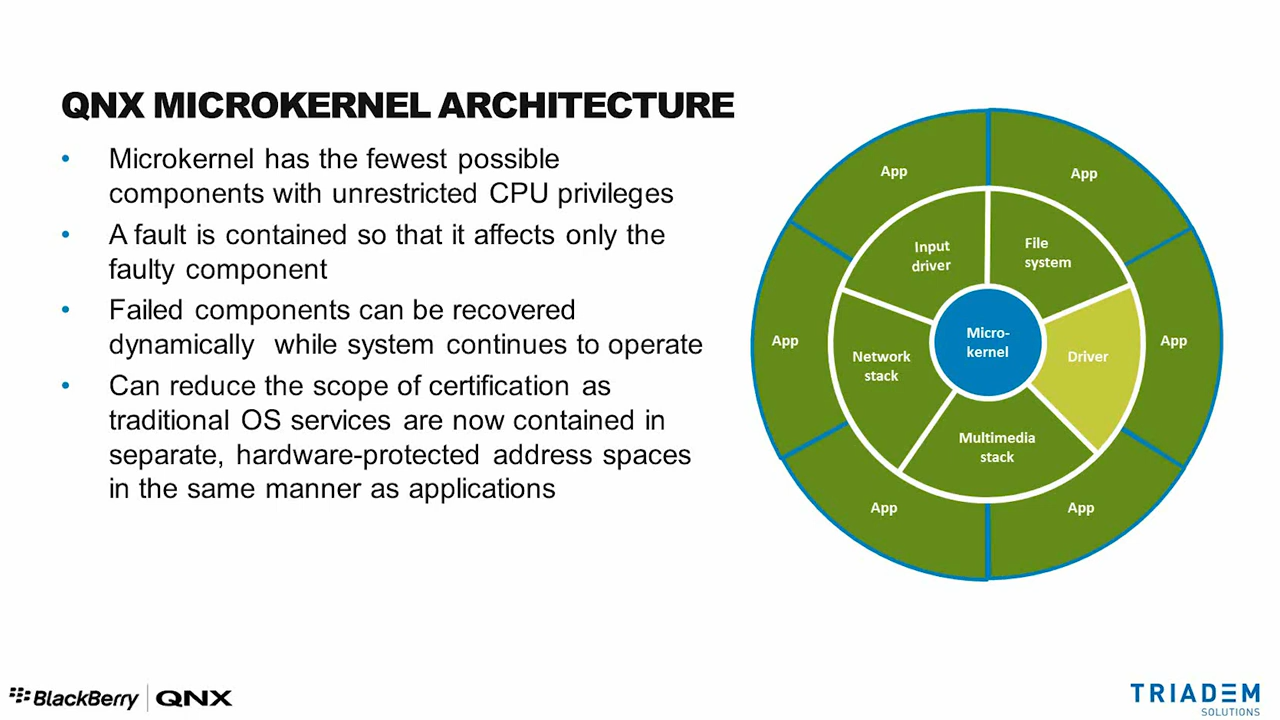 QNX MICROKERNEL ARCHITECTURE
• Microkernel has the fewest possible
components with unrestricted CPU privileges
• A fault is contained so that it affects only the
faulty component
• Failed components can be recovered
dynamically while system continues to operate
• Can reduce the scope of certification as
traditional OS services are now contained in
separate, hardware-protected address spaces
in the same manner as applications
App
App
Input
driver
File
system
App
Network
stack
Micro-
kernel
Driver
App
Multimedia
stack
App
App
BlackBerry | QNX
TRIADEM
SOLUTIONS